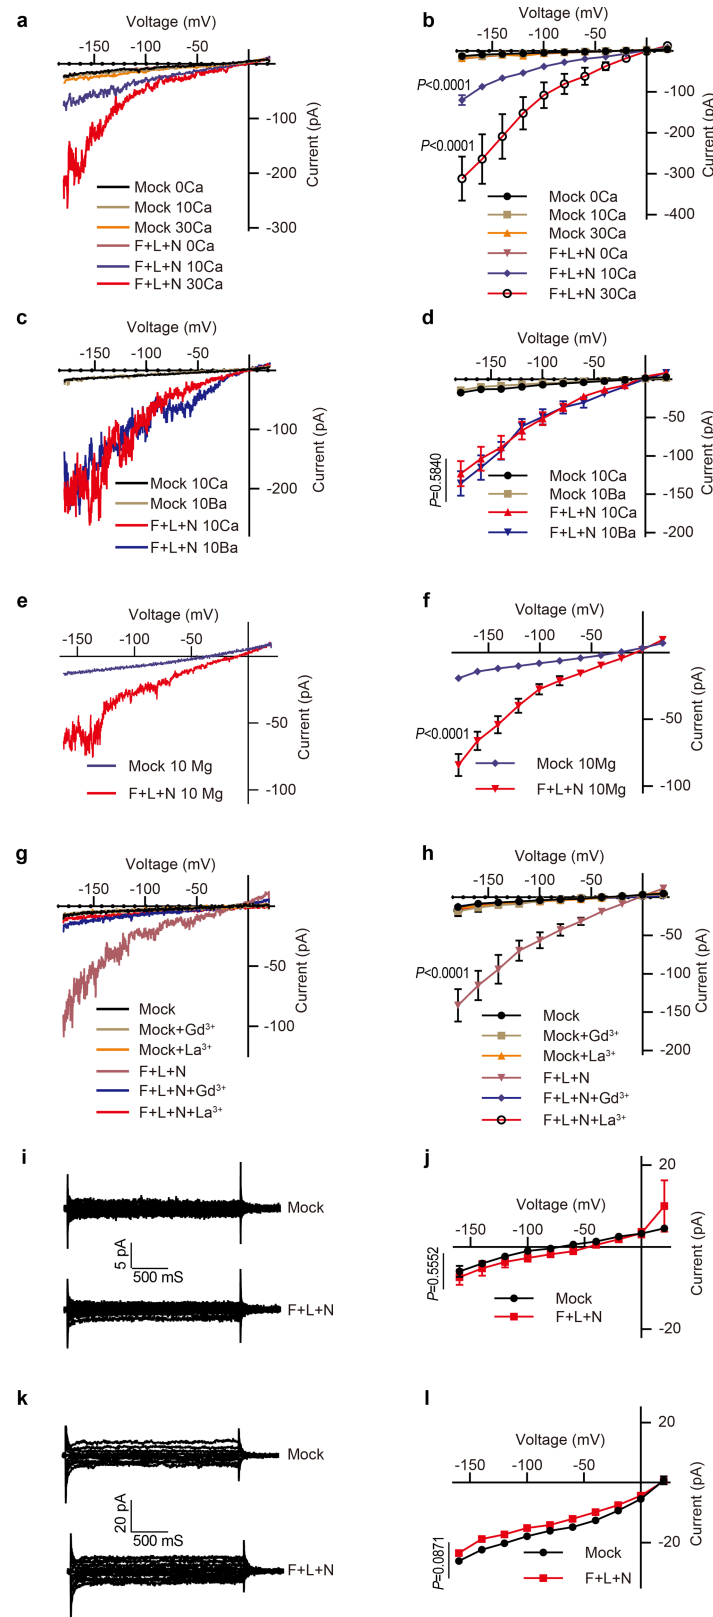 a
Voltage (mV)
-150 -100 -50
-100
-200
-300
Current (pA)
Mock 0Ca
Mock 10Ca
Mock 30Ca
F+L+N 0Ca
F+L+N 10Ca
F+L+N 30Ca
b
Voltage (mV)
-150 -100 -50
P<0.0001
P<0.0001
-100
-200
-300
-400
Current (pA)
Mock 0Ca
Mock 10Ca
Mock 30Ca
F+L+N 0Ca
F+L+N 10Ca
F+L+N 30Ca
c
Voltage (mV)
-150 -100 -50
-100
-200
Current (pA)
Mock 10Ca
Mock 10Ba
F+L+N 10Ca
F+L+N 10Ba
d
Voltage (mV)
-150 -100 -50
P=0.5840
-50
-100
-150
-200
Current (pA)
Mock 10Ca
Mock 10Ba
F+L+N 10Ca
F+L+N 10Ba
e
Voltage (mV)
-150 -100 -50
-50
-100
Current (pA)
Mock 10 Mg
F+L+N 10 Mg
f
Voltage (mV)
-150 -100 -50
P<0.0001
-50
-100
Current (pA)
Mock 10Mg
F+L+N 10Mg
g
Voltage (mV)
-150 -100 -50
-50
-100
Current (pA)
Mock
Mock+Gd³⁺
Mock+La³⁺
F+L+N
F+L+N+Gd³⁺
F+L+N+La³⁺
h
Voltage (mV)
-150 -100 -50
P<0.0001
-50
-100
-150
-200
Current (pA)
Mock
Mock+Gd³⁺
Mock+La³⁺
F+L+N
F+L+N+Gd³⁺
F+L+N+La³⁺
i
Mock
5 pA
500 mS
F+L+N
j
20
Voltage (mV)
-150 -100 -50
P=0.5552
-20
Current (pA)
Mock
F+L+N
k
Mock
20 pA
500 mS
F+L+N
l
20
Voltage (mV)
-150 -50
P=0.0871
-20
Current (pA)
Mock
F+L+N